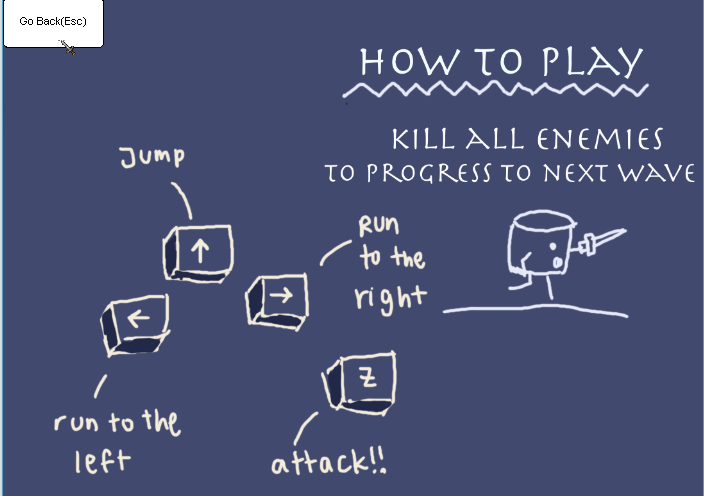 Go Back(Esc)
HOW TO PLAY
KILL ALL ENEMIES
TO PROGRESS TO NEXT WAVE
Jump
↑
Run
to the
right
→
←
Z
run to the
left
attack!!